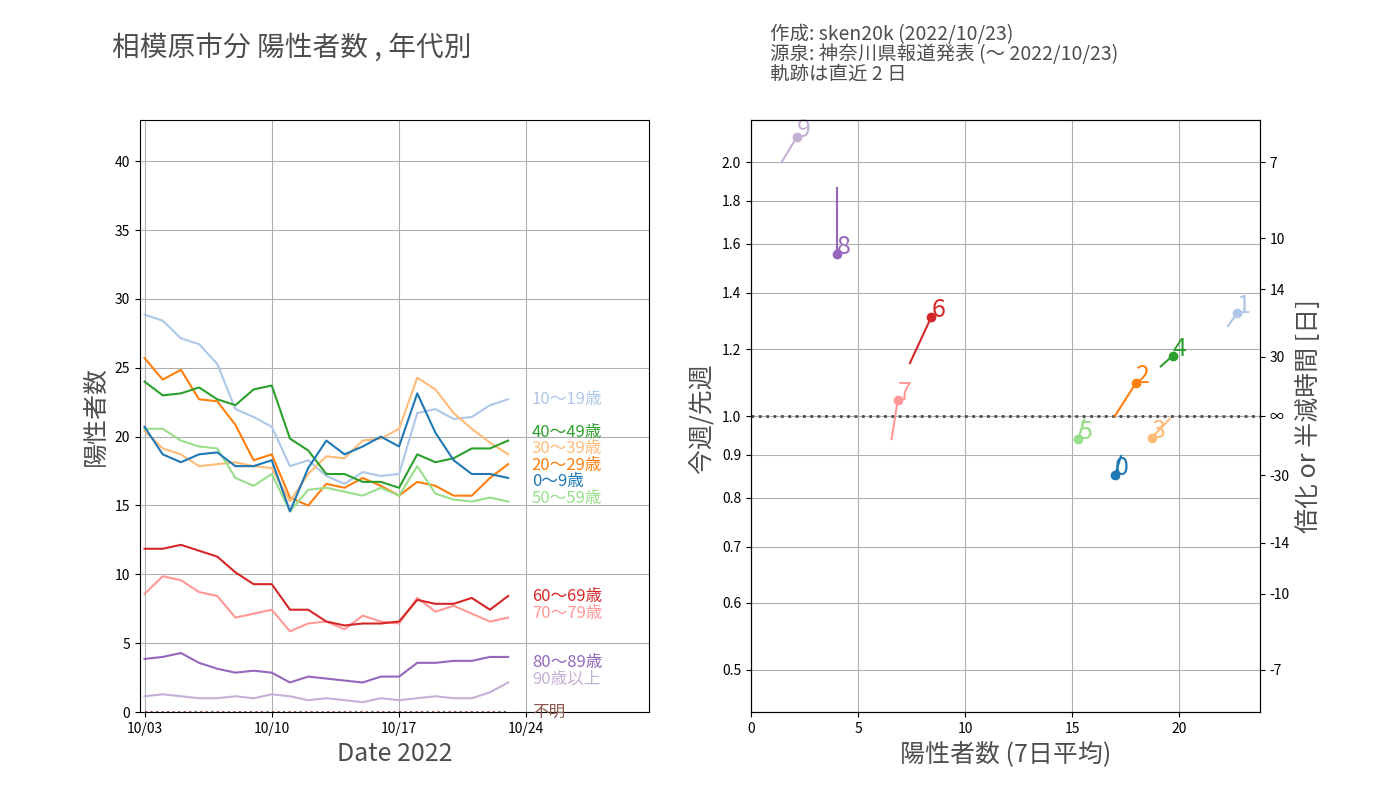 相模原市分 陽性者数 , 年代別
作成: sken20k (2022/10/23)
源泉: 神奈川県報道発表 (〜 2022/10/23)
軌跡は直近 2 日
陽性者数
40
35
30
25
20
15
10
5
0
10/03
10/10
10/17
10/24
Date 2022
10〜19歳
40〜49歳
30〜39歳
20〜29歳
0〜9歳
50〜59歳
60〜69歳
70〜79歳
80〜89歳
90歳以上
不明
今週/先週
2.0
1.8
1.6
1.4
1.2
1.0
0.9
0.8
0.7
0.6
0.5
9
8
6
7
1
4
2
3
5
0
0
5
10
15
20
陽性者数 (7日平均)
7
10
14
30
∞
-30
-14
-10
-7
倍化 or 半減時間 [日]